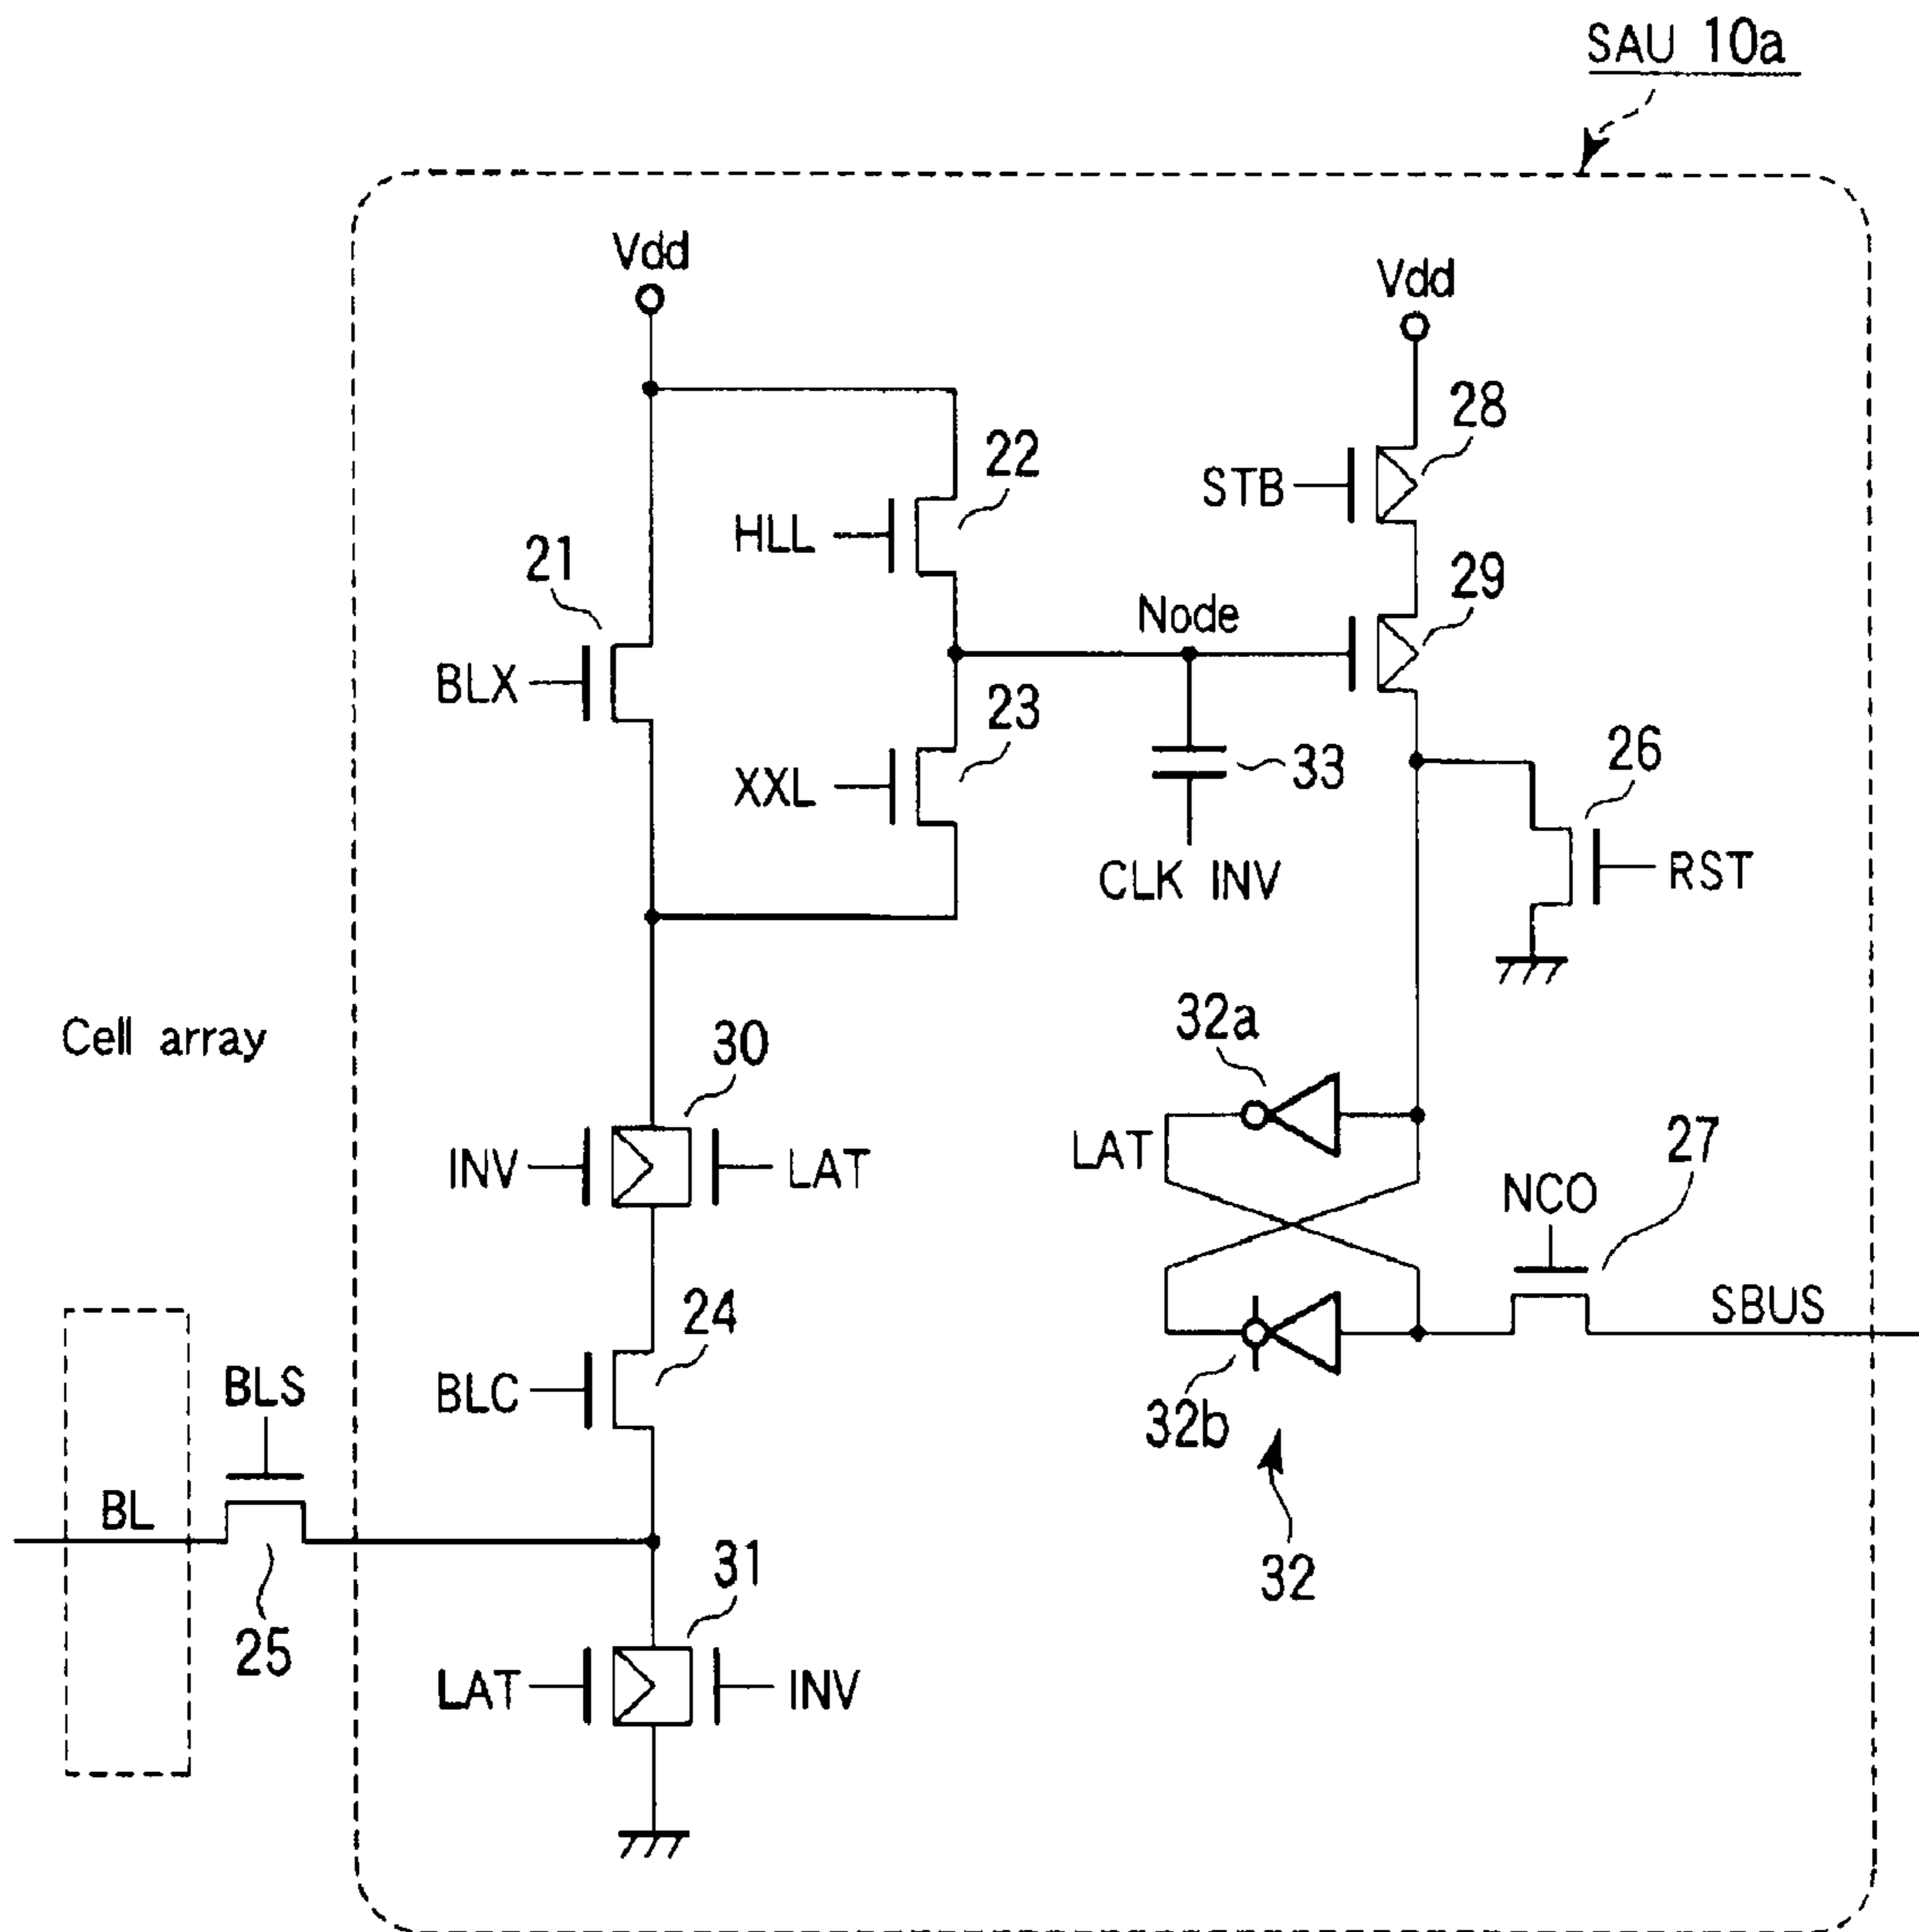 SAU 10a
Vdd
Vdd
28
22
STB
HLL
21
29
Node
BLX
23
26
XXL
33
CLK INV
RST
32a
Cell array
30
27
LAT
INV
LAT
NCO
24
SBUS
BLS
BLC
32b
BL
31
32
25
LAT
INV